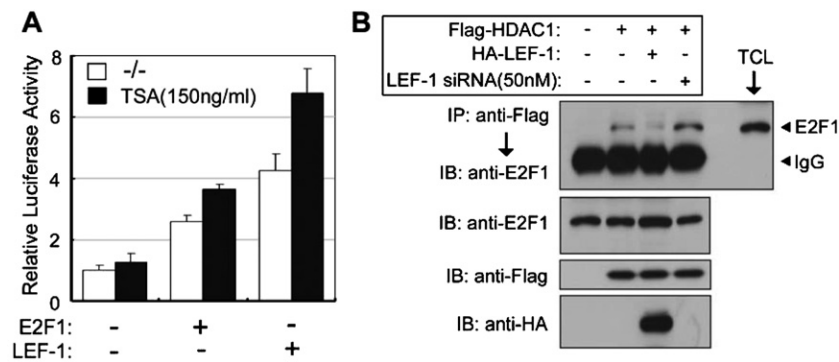 A
Relative Luciferase Activity
8
6
4
2
0
-/-
TSA(150ng/ml)
E2F1: - + -
LEF-1: - - +
B
Flag-HDAC1: - + + +
HA-LEF-1: - - + -
LEF-1 siRNA(50nM): - - - +
TCL
IP: anti-Flag
IB: anti-E2F1
E2F1
IgG
IB: anti-E2F1
IB: anti-Flag
IB: anti-HA